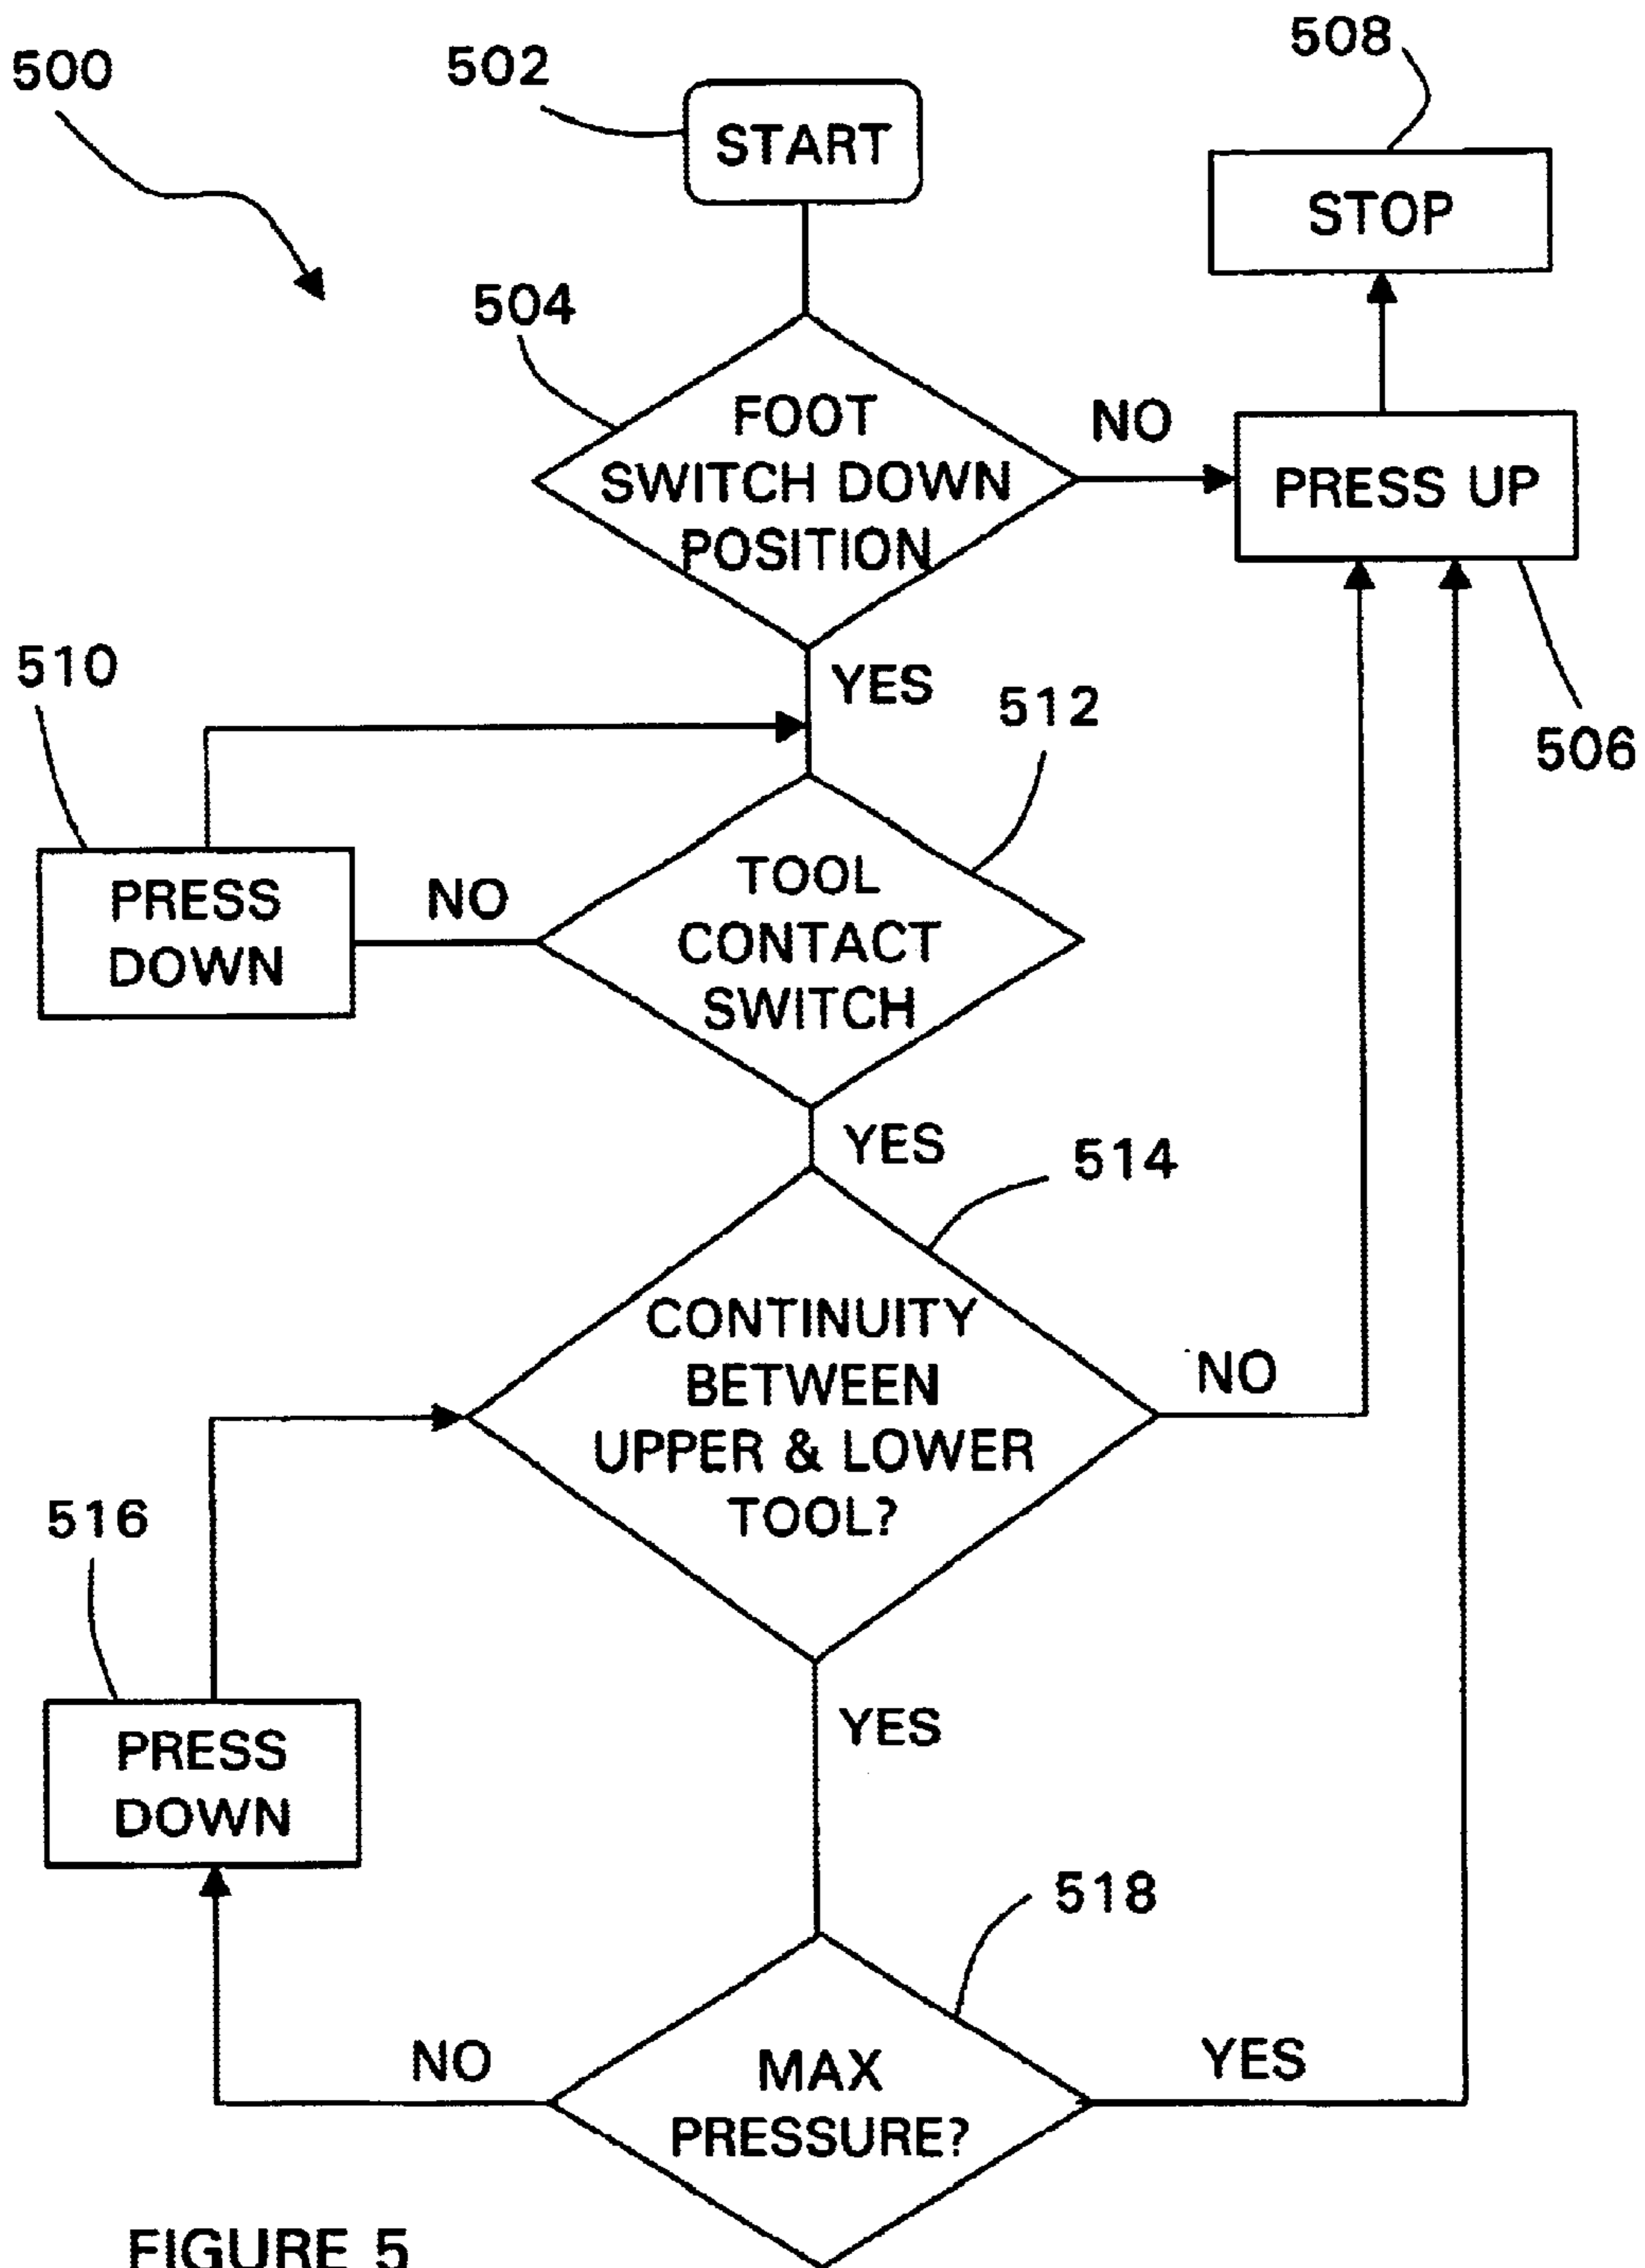 500
502
START
508
STOP
504
FOOT
SWITCH DOWN
POSITION
NO
PRESS UP
506
YES
510
PRESS
DOWN
NO
512
TOOL
CONTACT
SWITCH
YES
514
CONTINUITY
BETWEEN
UPPER & LOWER
TOOL?
NO
516
PRESS
DOWN
YES
518
NO
MAX
PRESSURE?
YES
FIGURE 5